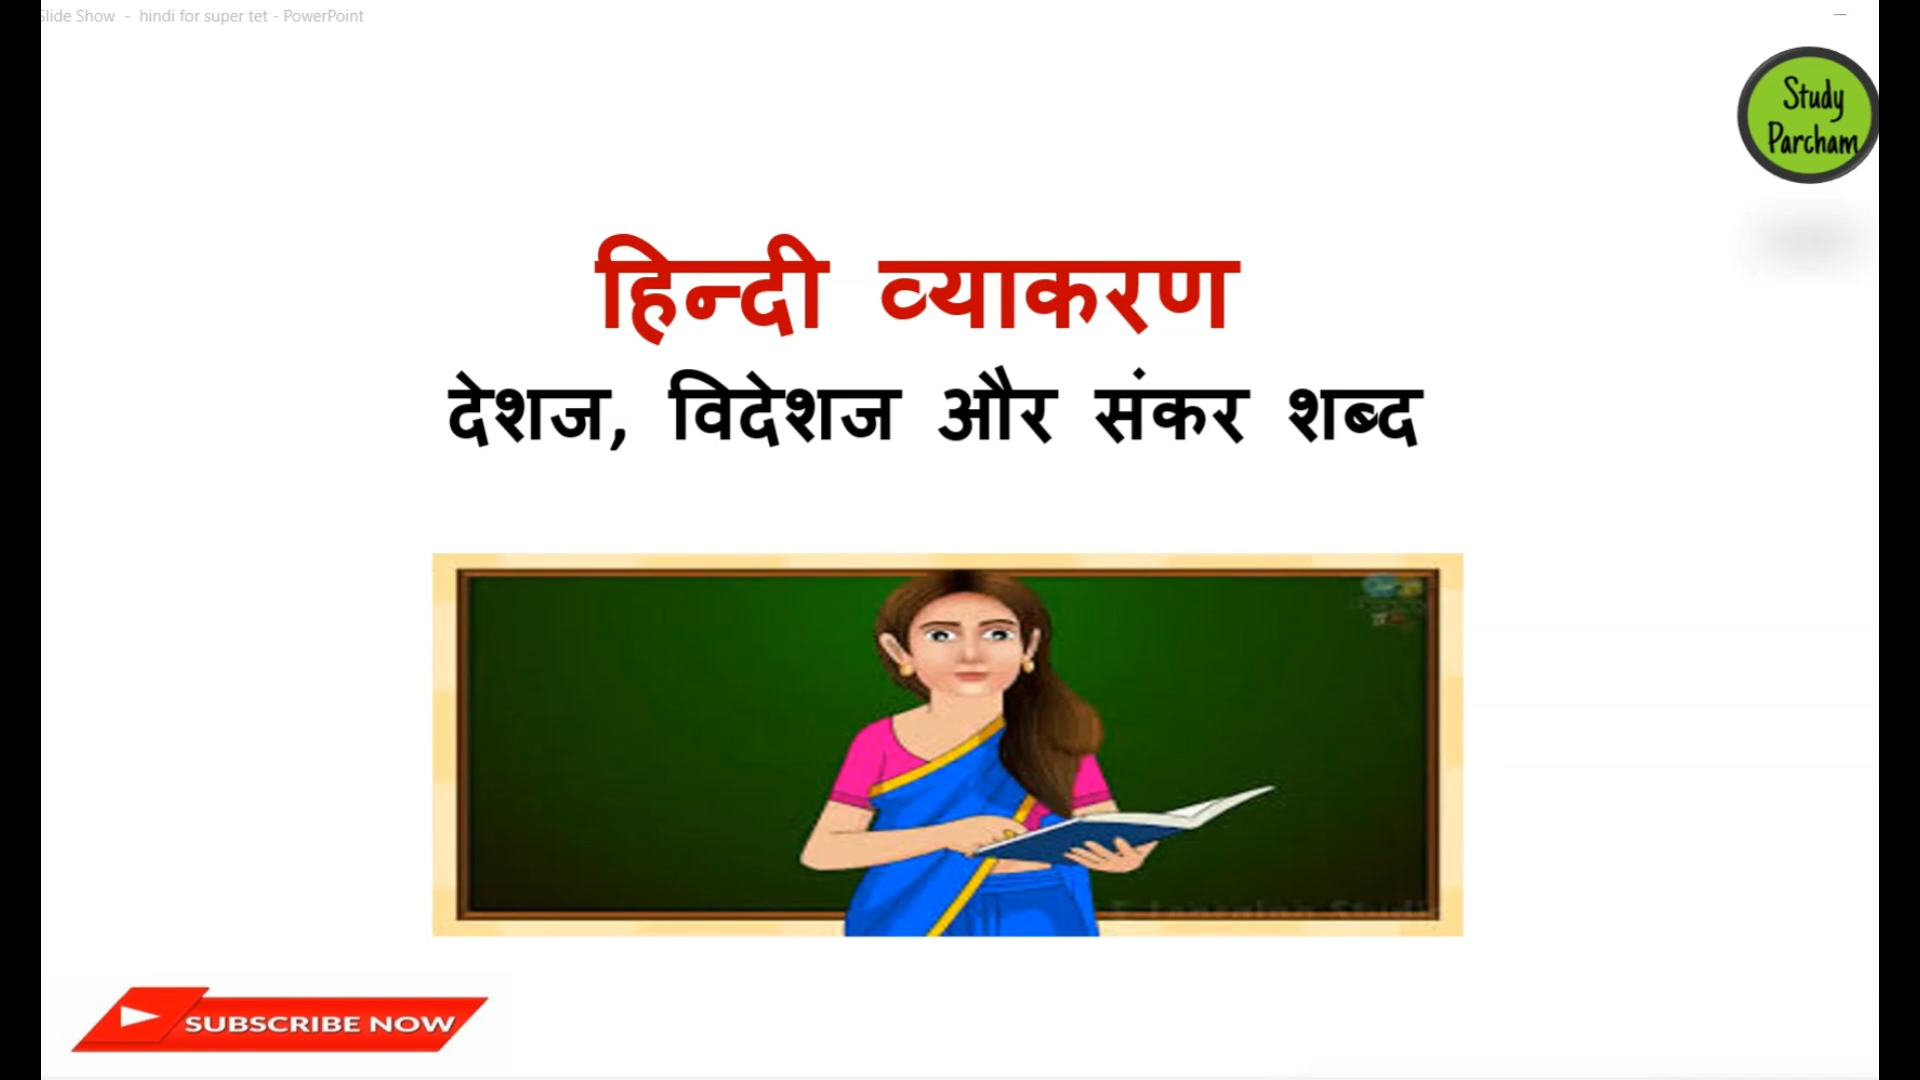 Slide Show - hindi for super tet - PowerPoint
Study
Parcham
हिन्दी व्याकरण
देशज, विदेशज और संकर शब्द
SUBSCRIBE NOW